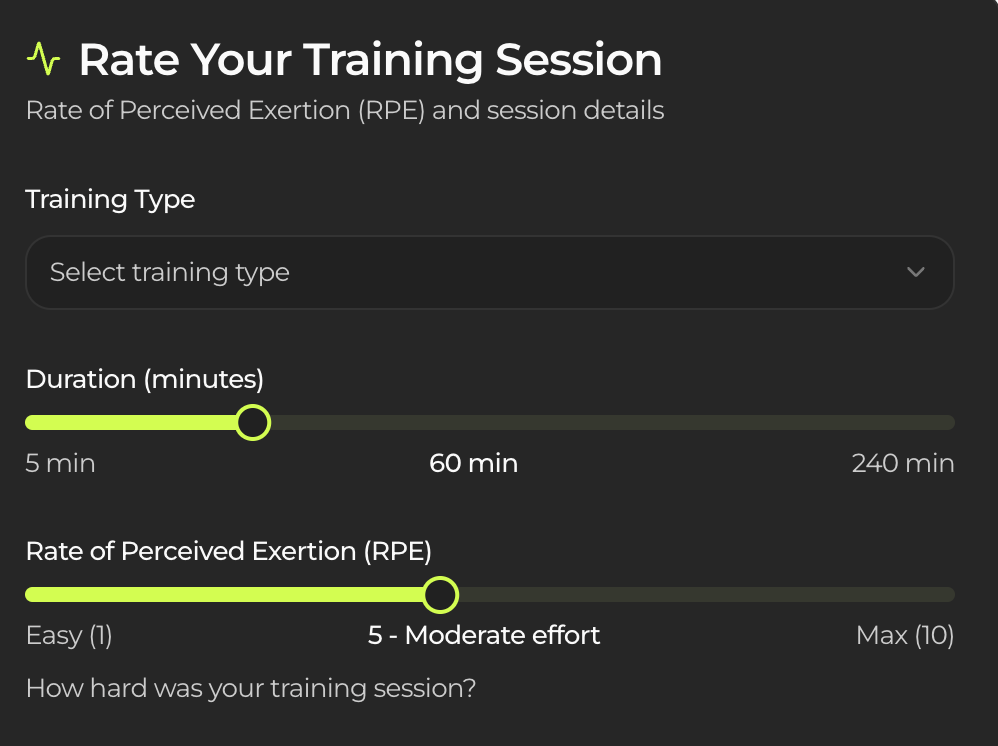 Rate Your Training Session
Rate of Perceived Exertion (RPE) and session details
Training Type
Select training type
Duration (minutes)
5 min 60 min 240 min
Rate of Perceived Exertion (RPE)
Easy (1) 5 - Moderate effort Max (10)
How hard was your training session?